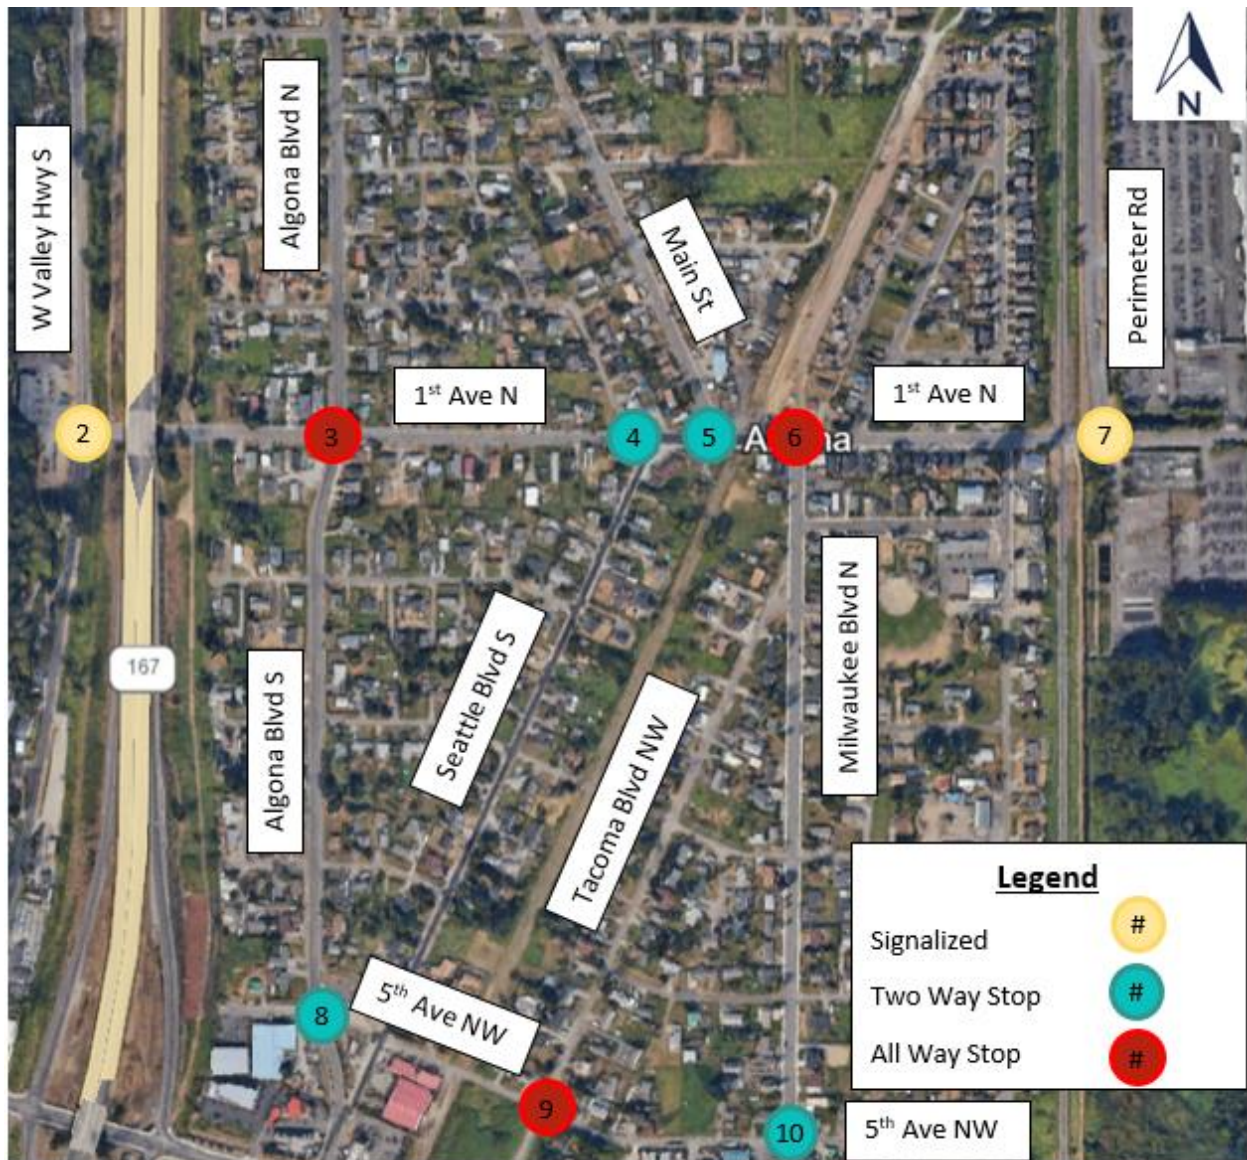 N
Algona Blvd N
W Valley Hwy S
Main St
Perimeter Rd
1st Ave N
1st Ave N
2
3
4
5
6
7
167
Algona Blvd S
Seattle Blvd S
Tacoma Blvd NW
Milwaukee Blvd N
5th Ave NW
8
9
10
5th Ave NW
Legend
Signalized #
Two Way Stop #
All Way Stop #